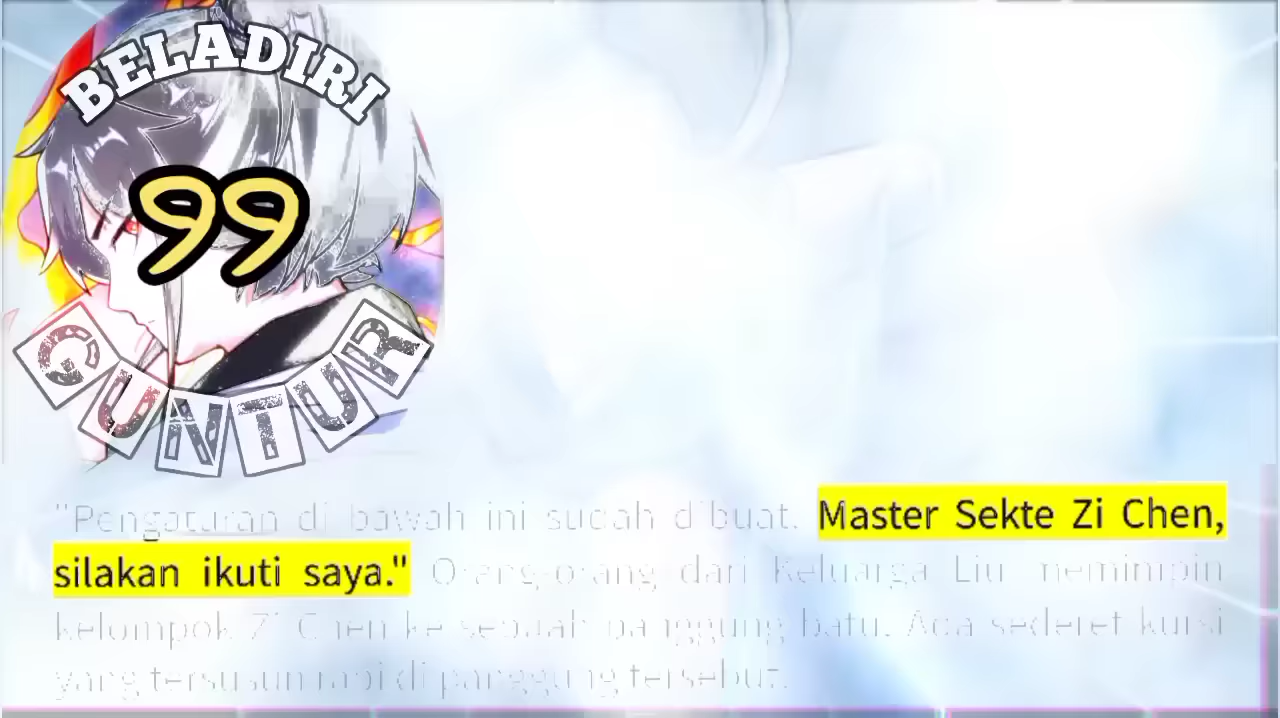 BELADIRI
99
GUNTUR
"Pengaturan di bawah ini sudah dibuat. Master Sekte Zi Chen,
silakan ikuti saya." Orang-orang dari Keluarga Liu memimpin
kelompok Zi Chen ke sebuah panggung batu. Ada sederet kursi
yang tersusun rapi di panggung tersebut.